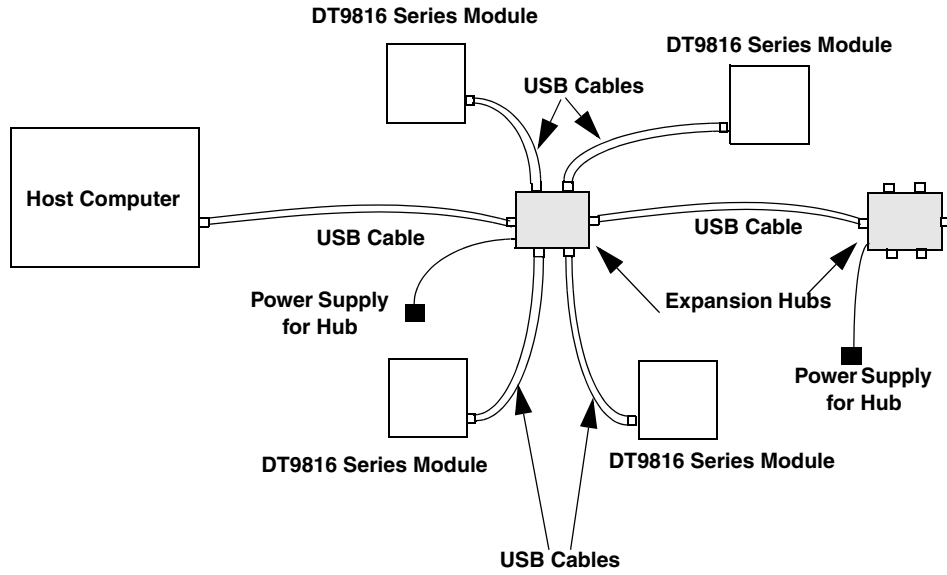 DT9816 Series Module
DT9816 Series Module
USB Cables
Host Computer
USB Cable
USB Cable
Power Supply
for Hub
Expansion Hubs
Power Supply
for Hub
DT9816 Series Module
DT9816 Series Module
USB Cables